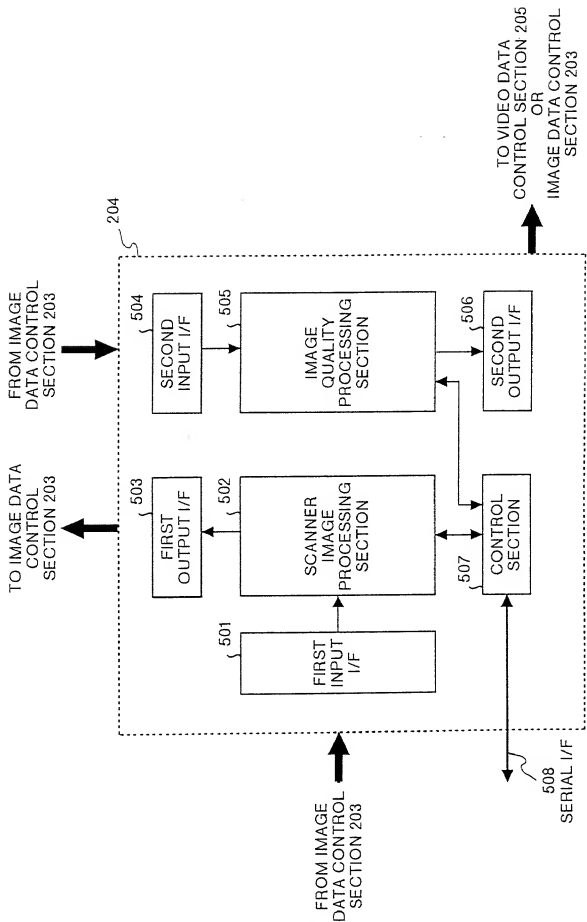 FROM IMAGE
DATA CONTROL
SECTION 203
TO IMAGE DATA
CONTROL
SECTION 203
FROM IMAGE
DATA CONTROL
SECTION 203
204
501
FIRST
INPUT
I/F
503
FIRST
OUTPUT I/F
502
SCANNER
IMAGE
PROCESSING
SECTION
504
SECOND
INPUT I/F
505
IMAGE
QUALITY
PROCESSING
SECTION
507
CONTROL
SECTION
506
SECOND
OUTPUT I/F
508
SERIAL I/F
TO VIDEO DATA
CONTROL SECTION 205
OR
IMAGE DATA CONTROL
SECTION 203